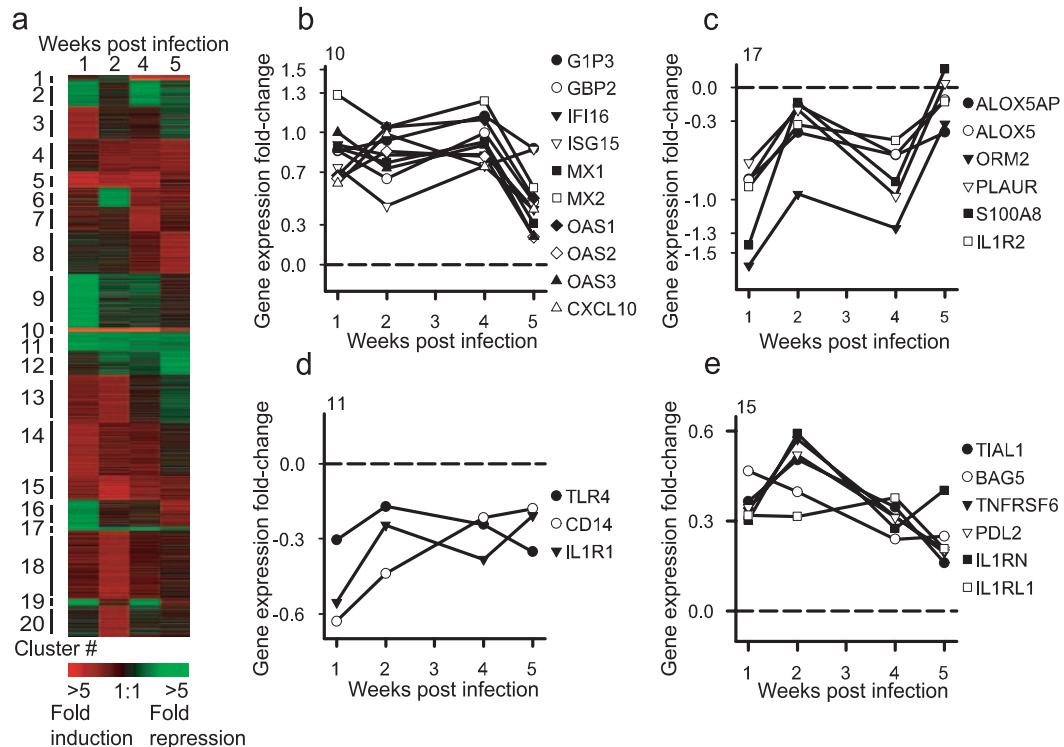 a
Weeks post infection
1 2 4 5
1
2
3
4
5
6
7
8
9
10
11
12
13
14
15
16
17
18
19
20
Cluster #
>5 1:1 >5
Fold induction
Fold repression
b
10
Gene expression fold-change
1.5
1.3
1.0
0.7
0.3
0.0
1 2 3 4 5
Weeks post infection
G1P3
GBP2
IFI16
ISG15
MX1
MX2
OAS1
OAS2
OAS3
CXCL10
c
17
Gene expression fold-change
0.0
-0.3
-1.0
-1.3
-1.5
1 2 3 4 5
Weeks post infection
ALOX5AP
ALOX5
ORM2
PLAUR
S100A8
IL1R2
d
11
Gene expression fold-change
0.0
-0.3
-0.6
1 2 3 4 5
Weeks post infection
TLR4
CD14
IL1R1
e
15
Gene expression fold-change
0.6
0.3
0.0
1 2 3 4 5
Weeks post infection
TIAL1
BAG5
TNFRSF6
PDL2
IL1RN
IL1RL1